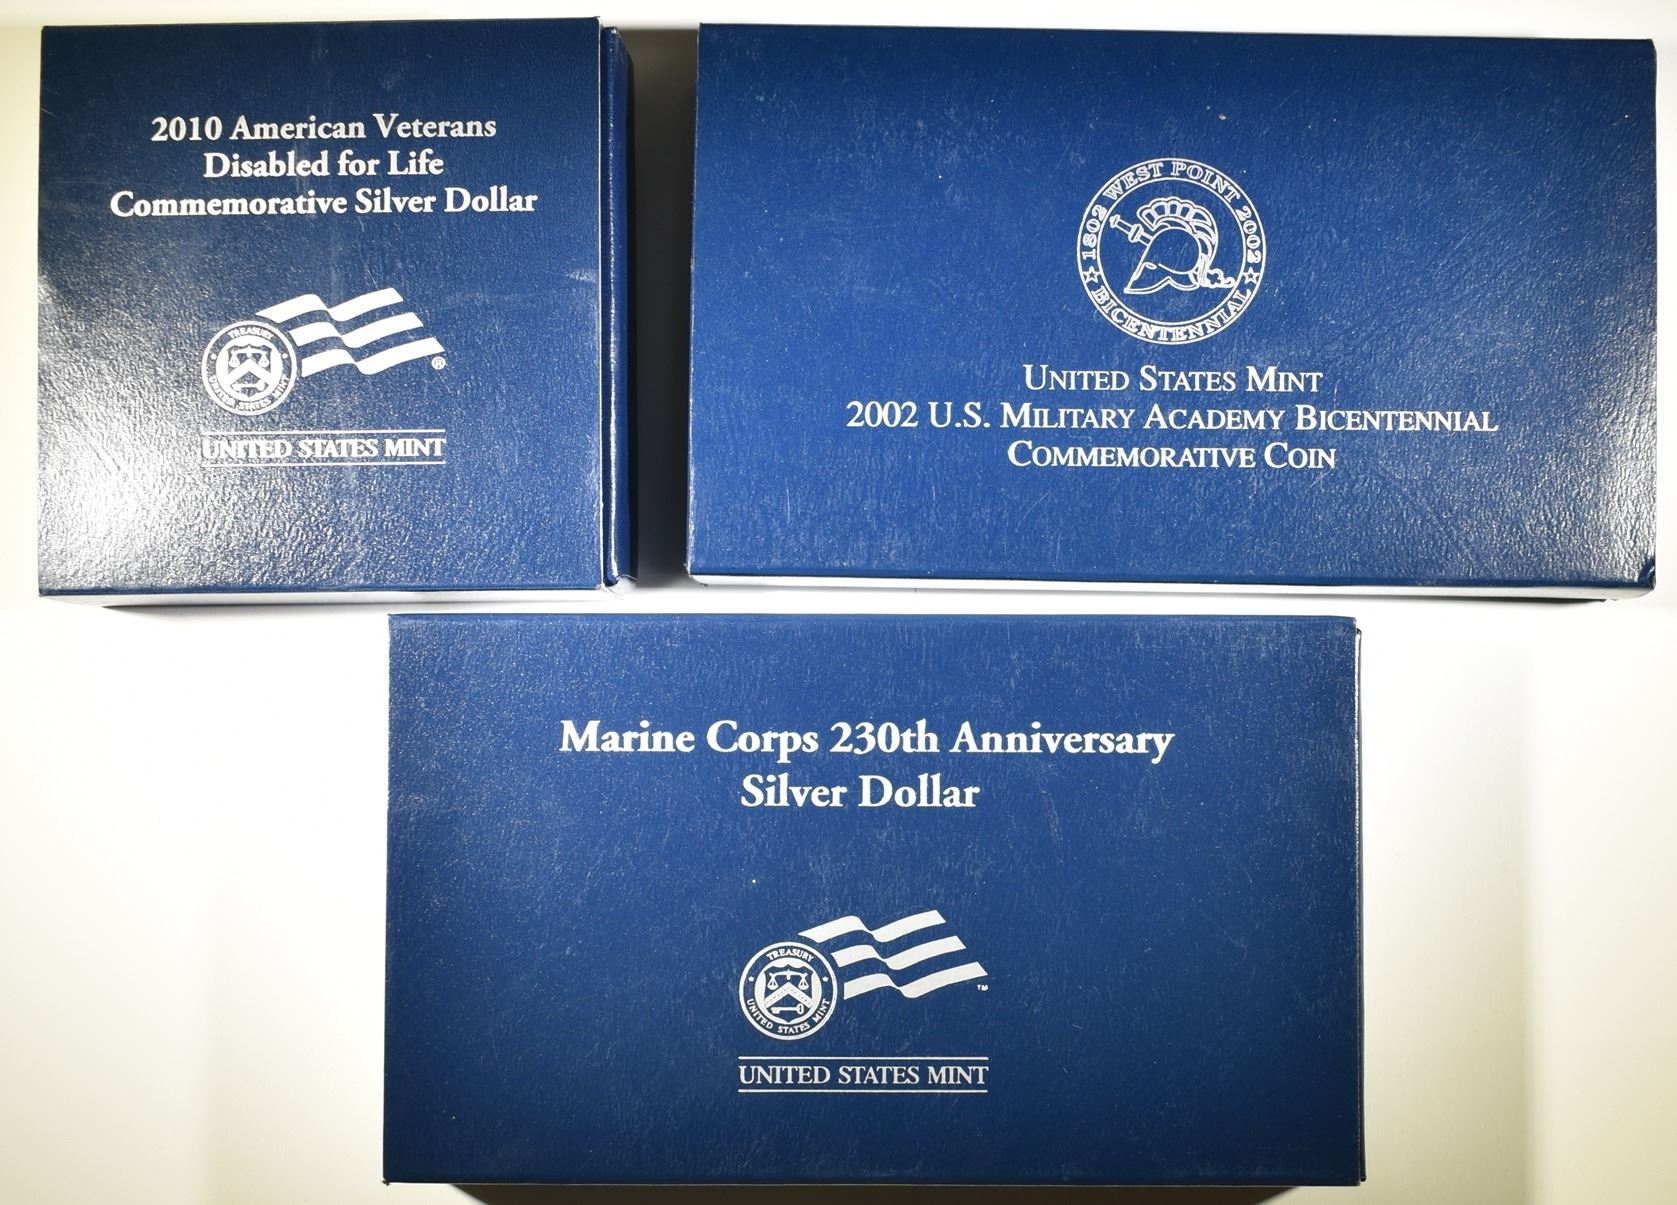 2010 American Veterans
Disabled for Life
Commemorative Silver Dollar
TREASURY
UNITED STATES MINT
®
UNITED STATES MINT
1802 WEST POINT 2002
BICENTENNIAL
UNITED STATES MINT
2002 U.S. MILITARY ACADEMY BICENTENNIAL
COMMEMORATIVE COIN
Marine Corps 230th Anniversary
Silver Dollar
TREASURY
UNITED STATES MINT
™
UNITED STATES MINT